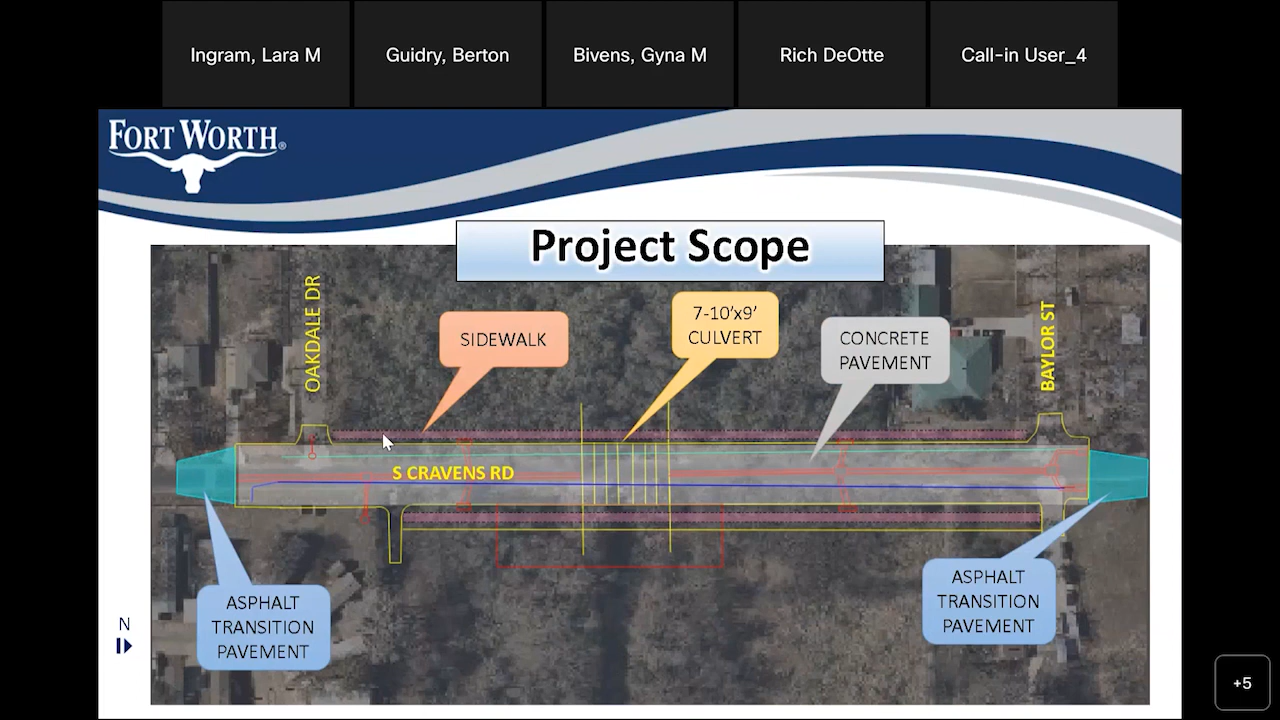 Ingram, Lara M
Guidry, Berton
Bivens, Gyna M
Rich DeOtte
Call-in User_4
FORT WORTH®
Project Scope
OAKDALE DR
SIDEWALK
7-10'x9'
CULVERT
CONCRETE
PAVEMENT
BAYLOR ST
S CRAVENS RD
ASPHALT
TRANSITION
PAVEMENT
ASPHALT
TRANSITION
PAVEMENT
N
+5